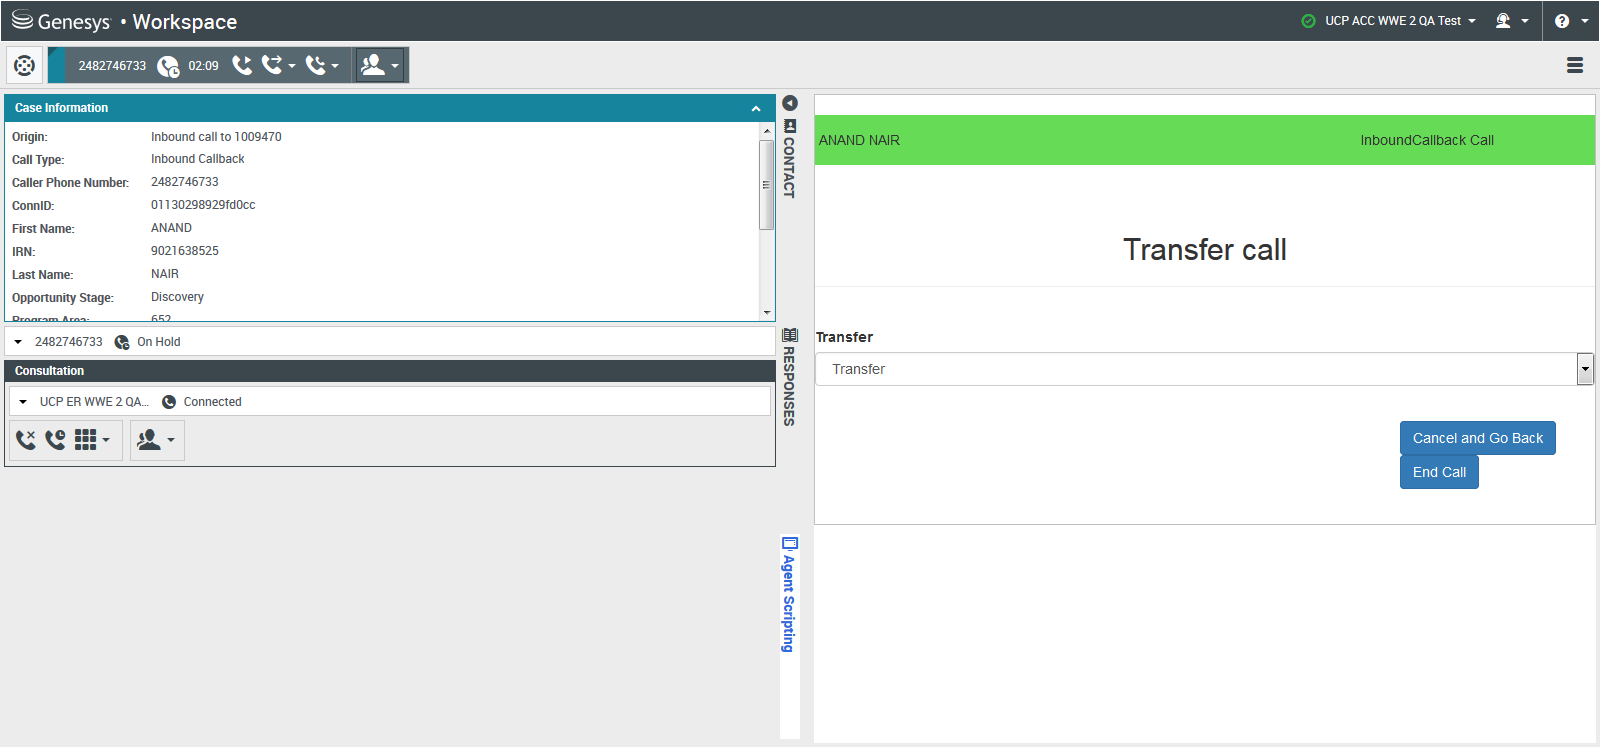 Genesys • Workspace
UCP ACC WWE 2 QA Test
2482746733 02:09
Case Information
Origin: Inbound call to 1009470
Call Type: Inbound Callback
Caller Phone Number: 2482746733
ConnID: 01130298929fd0cc
First Name: ANAND
IRN: 9021638525
Last Name: NAIR
Opportunity Stage: Discovery
Program Area: 652
2482746733 On Hold
Consultation
UCP ER WWE 2 QA... Connected
CONTACT
RESPONSES
Agent Scripting
ANAND NAIR InboundCallback Call
Transfer call
Transfer
Transfer
Cancel and Go Back
End Call